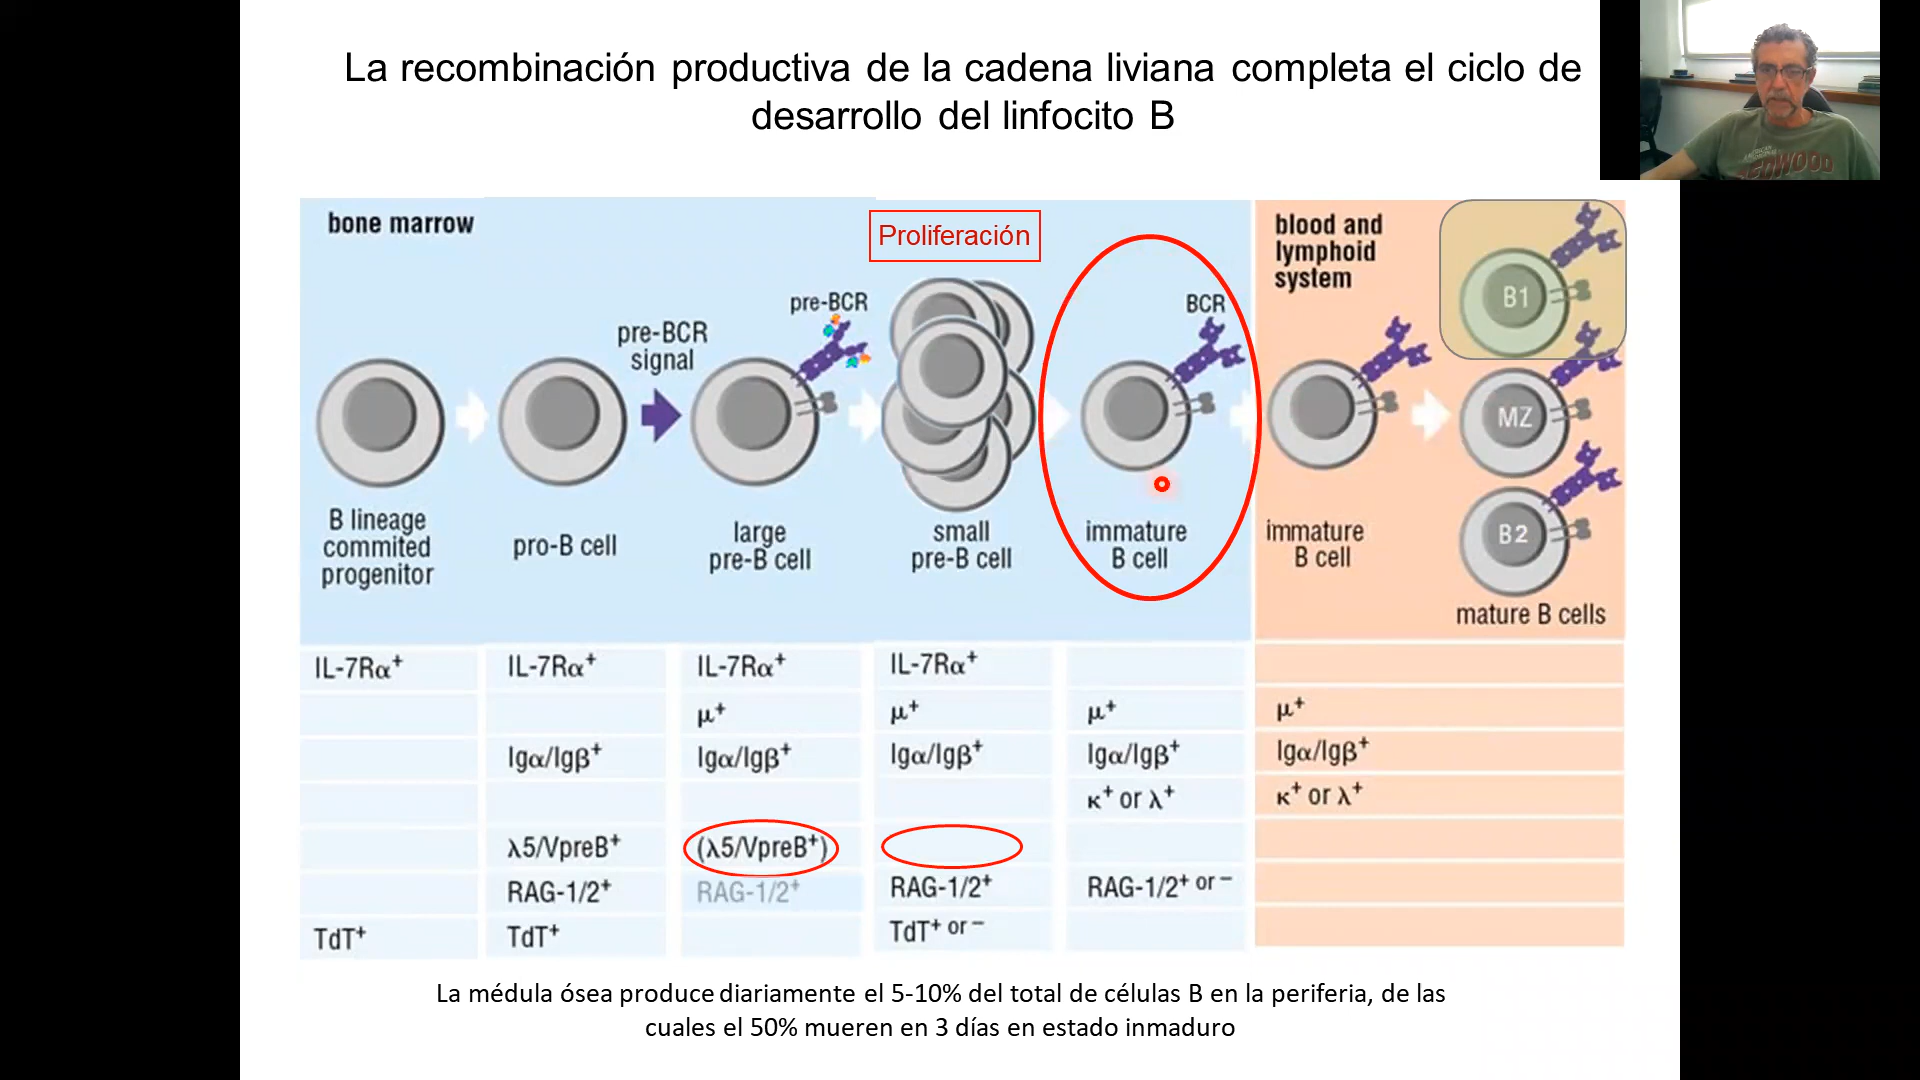 La recombinación productiva de la cadena liviana completa el ciclo de
desarrollo del linfocito B
REDWOOD
bone marrow
Proliferación
blood and
lymphoid
system
pre-BCR
signal
pre-BCR
BCR
B1
MZ
B2
B lineage
commited
progenitor
pro-B cell
large
pre-B cell
small
pre-B cell
immature
B cell
immature
B cell
mature B cells
IL-7Rα⁺ IL-7Rα⁺ IL-7Rα⁺ IL-7Rα⁺
μ⁺ μ⁺ μ⁺ μ⁺
Igα/Igβ⁺ Igα/Igβ⁺ Igα/Igβ⁺ Igα/Igβ⁺ Igα/Igβ⁺
κ⁺ or λ⁺ κ⁺ or λ⁺
λ5/VpreB⁺ (λ5/VpreB⁺)
RAG-1/2⁺ RAG-1/2⁺ RAG-1/2⁺ RAG-1/2⁺ or –
TdT⁺ TdT⁺ TdT⁺ or –
La médula ósea produce diariamente el 5-10% del total de células B en la periferia, de las
cuales el 50% mueren en 3 días en estado inmaduro